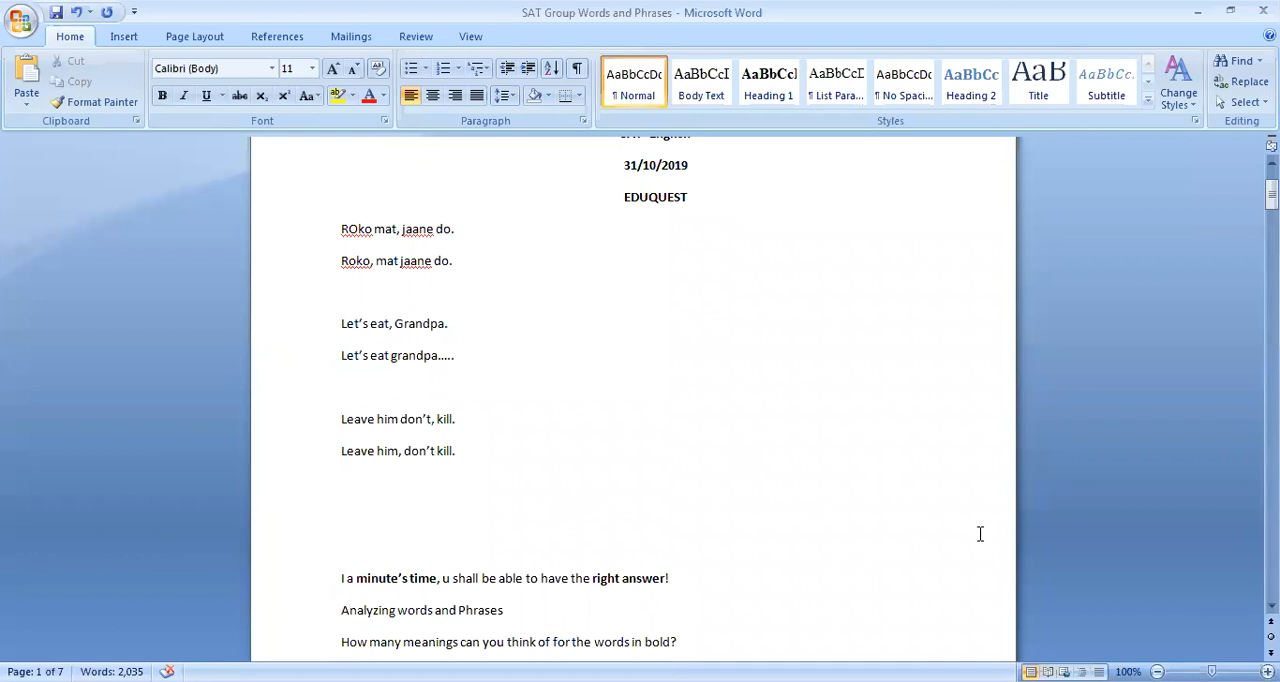 SAT Group Words and Phrases - Microsoft Word
Home Insert Page Layout References Mailings Review View
Paste
Cut
Copy
Format Painter
Clipboard
Calibri (Body) 11
Font
Paragraph
AaBbCcDc AaBbCcI AaBbCcl AaBbCcI AaBbCcDc AaBbCc AaB AaBbCc.
¶ Normal Body Text Heading 1 ¶ List Para... ¶ No Spaci... Heading 2 Title Subtitle
Change Styles
Styles
Find
Replace
Select
Editing
31/10/2019
EDUQUEST
ROko mat, jaane do.
Roko, mat jaane do.
Let's eat, Grandpa.
Let's eat grandpa.....
Leave him don't, kill.
Leave him, don't kill.
I a minute's time, u shall be able to have the right answer!
Analyzing words and Phrases
How many meanings can you think of for the words in bold?
Page: 1 of 7 Words: 2,035 100%